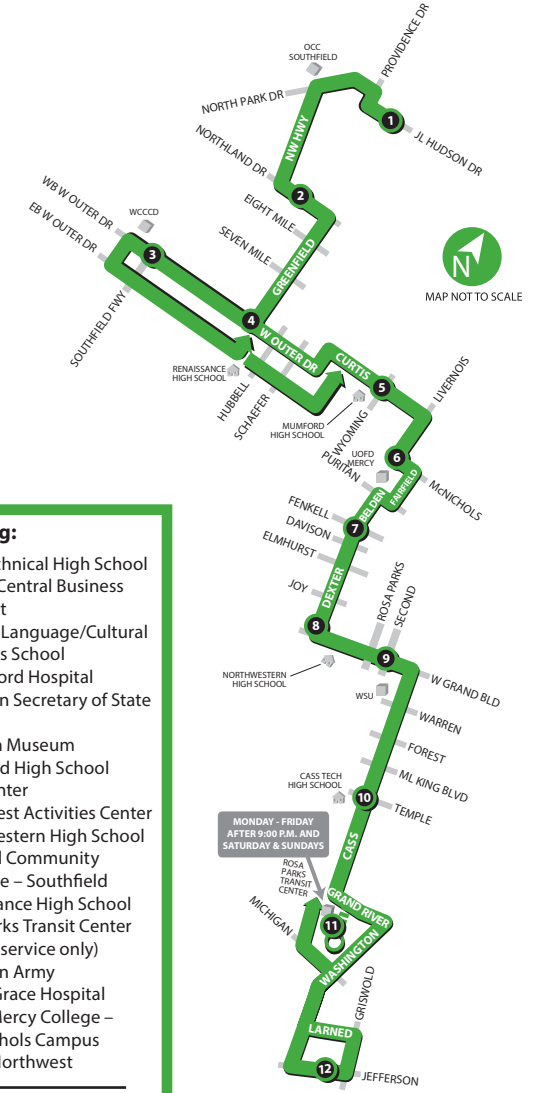 PROVIDENCE DR
OCC
SOUTHFIELD
NORTH PARK DR
1
JL HUDSON DR
NW HWY
NORTHLAND DR
2
WB W OUTER DR
EB W OUTER DR
WCCCD
EIGHT MILE
SEVEN MILE
GREENFIELD
3
N
MAP NOT TO SCALE
SOUTHFIELD FWY
4
W OUTER DR
CURTIS
RENAISSANCE
HIGH SCHOOL
HUBBELL
SCHAEFER
5
LIVERNOIS
MUMFORD
HIGH SCHOOL
WYOMING
UOFD
MERCY
6
PURITAN
FAIRFIELD
McNICHOLS
BELDEN
FENKELL
DAVISON
ELMHURST
7
DEXTER
JOY
ROSA PARKS
SECOND
8
9
NORTHWESTERN
HIGH SCHOOL
WSU
W GRAND BLD
WARREN
FOREST
ML KING BLVD
CASS TECH
HIGH SCHOOL
10
TEMPLE
MONDAY - FRIDAY
AFTER 9:00 P.M. AND
SATURDAY & SUNDAYS
CASS
ROSA
PARKS
TRANSIT
CENTER
MICHIGAN
GRAND RIVER
11
WASHINGTON
GRISWOLD
LARNED
12
JEFFERSON
g:
chnical High School
Central Business
t
Language/Cultural
s School
ord Hospital
n Secretary of State
n Museum
d High School
nter
est Activities Center
western High School
d Community
e – Southfield
ance High School
rks Transit Center
service only)
n Army
Grace Hospital
Mercy College –
hols Campus
Northwest